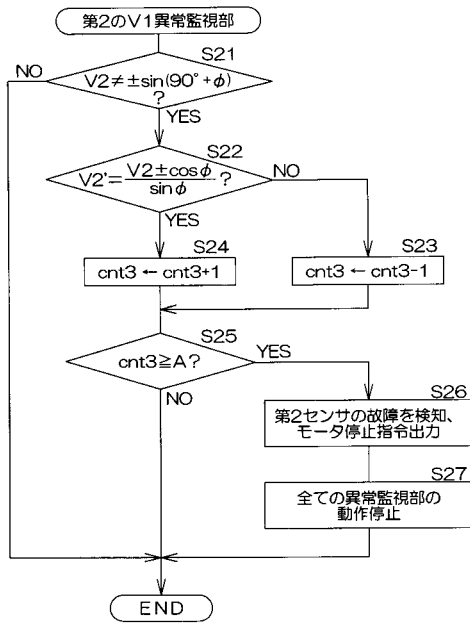 第2のV1異常監視部
S21
NO
V2≠±sin(90°+φ)
?
YES
S22
V2'=V2±cosφ/sinφ ?
NO
YES
S24
S23
cnt3 ← cnt3+1
cnt3 ← cnt3-1
S25
cnt3≧A?
YES
NO
S26
第2センサの故障を検知、
モータ停止指令出力
S27
全ての異常監視部の
動作停止
END